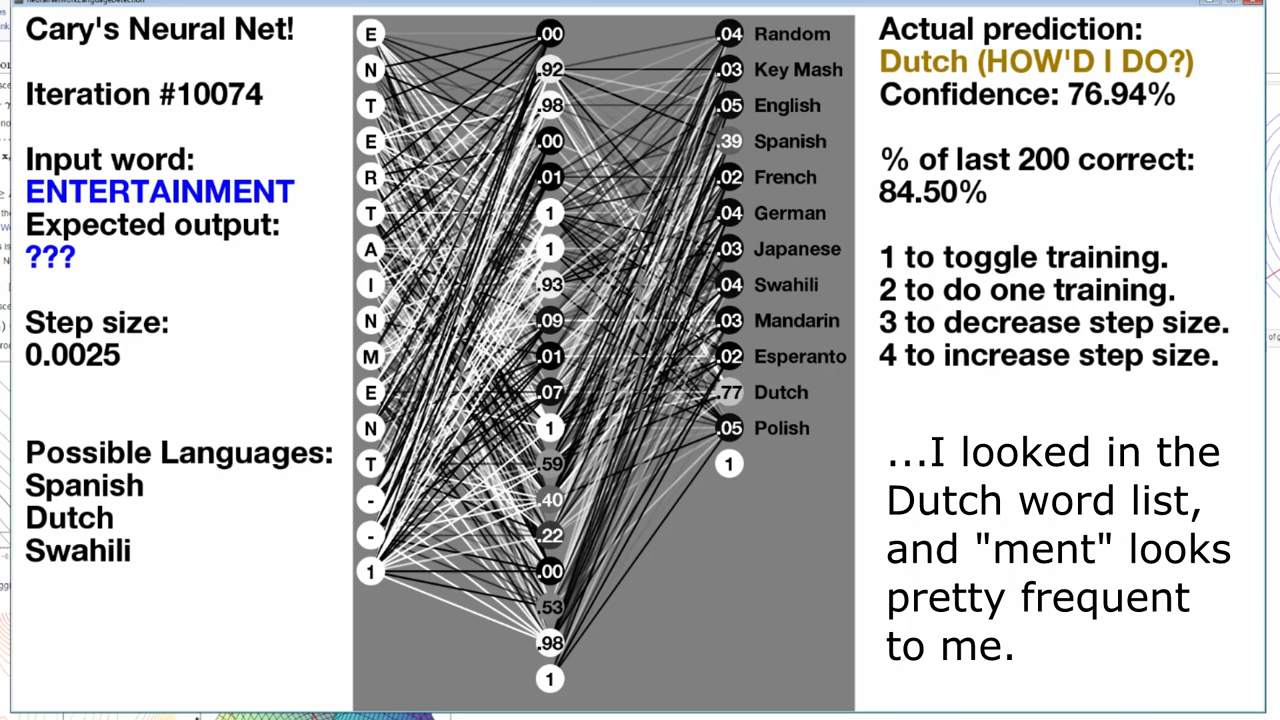 Cary's Neural Net!
Iteration #10074
Input word:
ENTERTAINMENT
Expected output:
???
Step size:
0.0025
Possible Languages:
Spanish
Dutch
Swahili
E
N
T
E
R
T
A
I
N
M
E
N
T
-
-
1
.00
.92
.98
.00
.01
1
1
.93
.09
.01
.07
1
.59
.40
.22
.00
.53
.98
1
.04 Random
.03 Key Mash
.05 English
.39 Spanish
.02 French
.04 German
.03 Japanese
.04 Swahili
.03 Mandarin
.02 Esperanto
.77 Dutch
.05 Polish
1
Actual prediction:
Dutch (HOW'D I DO?)
Confidence: 76.94%
% of last 200 correct:
84.50%
1 to toggle training.
2 to do one training.
3 to decrease step size.
4 to increase step size.
...I looked in the
Dutch word list,
and "ment" looks
pretty frequent
to me.